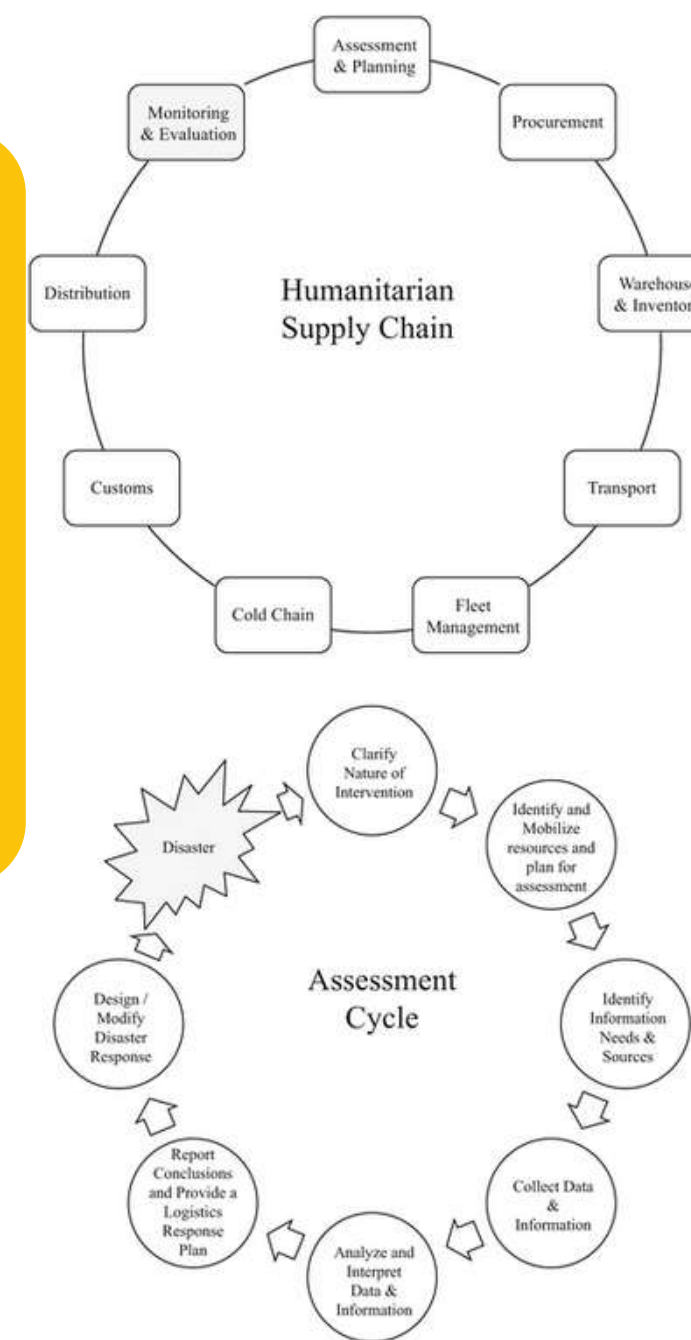 Assessment
& Planning
Monitoring
& Evaluation
Procurement
Distribution
Humanitarian
Supply Chain
Warehouse
& Inventor
Customs
Transport
Cold Chain
Fleet
Management
Clarify
Nature of
Intervention
Disaster
Identify and
Mobilize
resources and
plan for
assessment
Assessment
Cycle
Design /
Modify
Disaster
Response
Identify
Information
Needs &
Sources
Report
Conclusions
and Provide a
Logistics
Response
Plan
Collect Data
&
Information
Analyze and
Interpret
Data &
Information